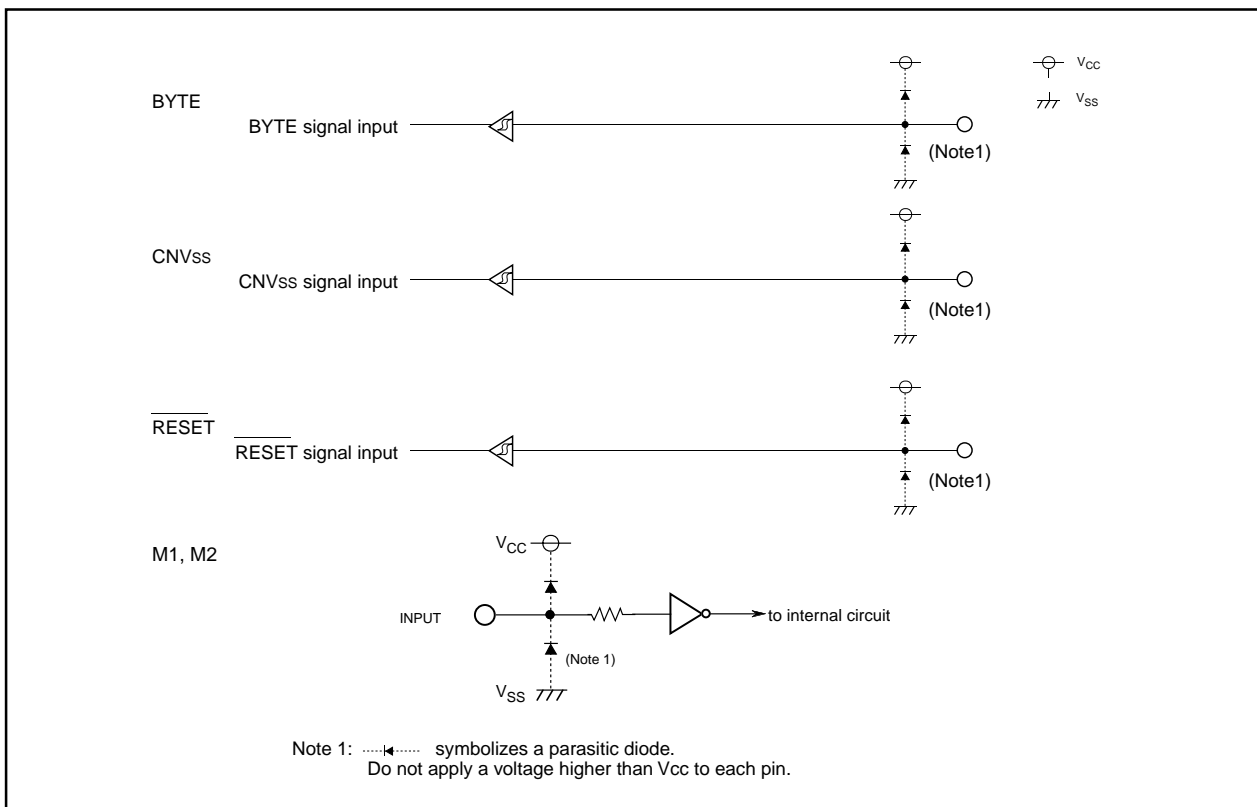 VCC
VSS
BYTE
BYTE signal input
(Note1)
CNVSS
CNVSS signal input
(Note1)
RESET
RESET signal input
(Note1)
M1, M2
VCC
INPUT
to internal circuit
(Note 1)
VSS
Note 1: symbolizes a parasitic diode.
Do not apply a voltage higher than Vcc to each pin.